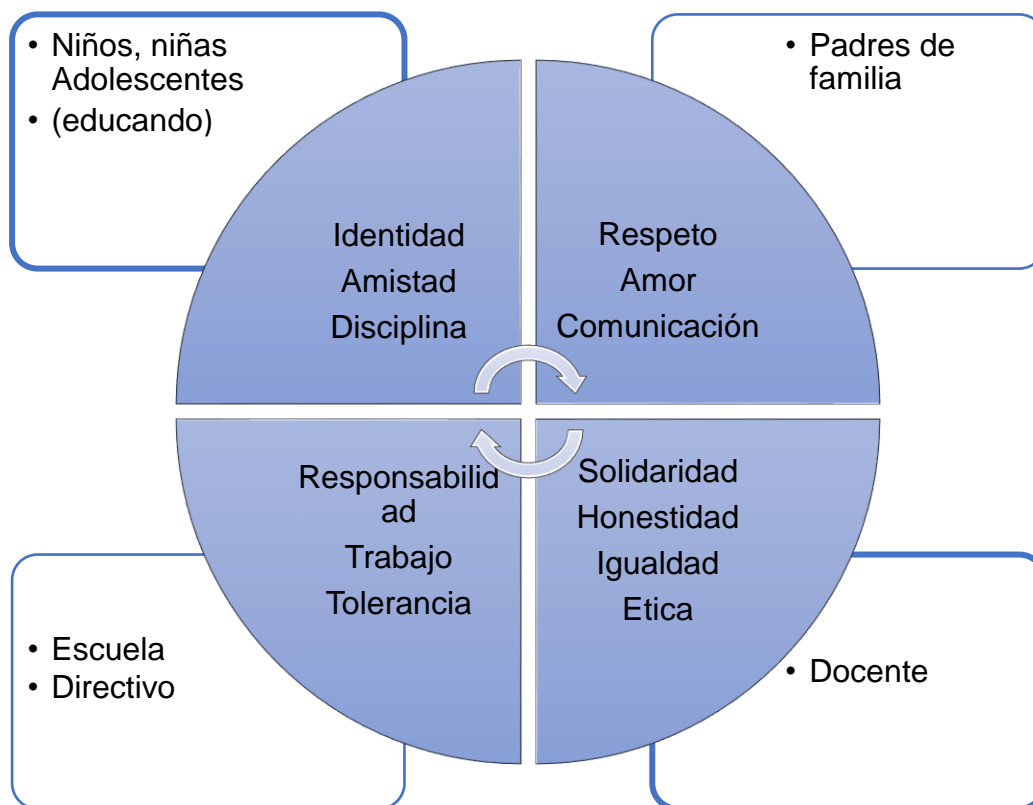 • Niños, niñas
Adolescentes
• (educando)
• Padres de
familia
Identidad
Amistad
Disciplina
Respeto
Amor
Comunicación
Responsabilid
ad
Trabajo
Tolerancia
Solidaridad
Honestidad
Igualdad
Etica
• Escuela
• Directivo
• Docente